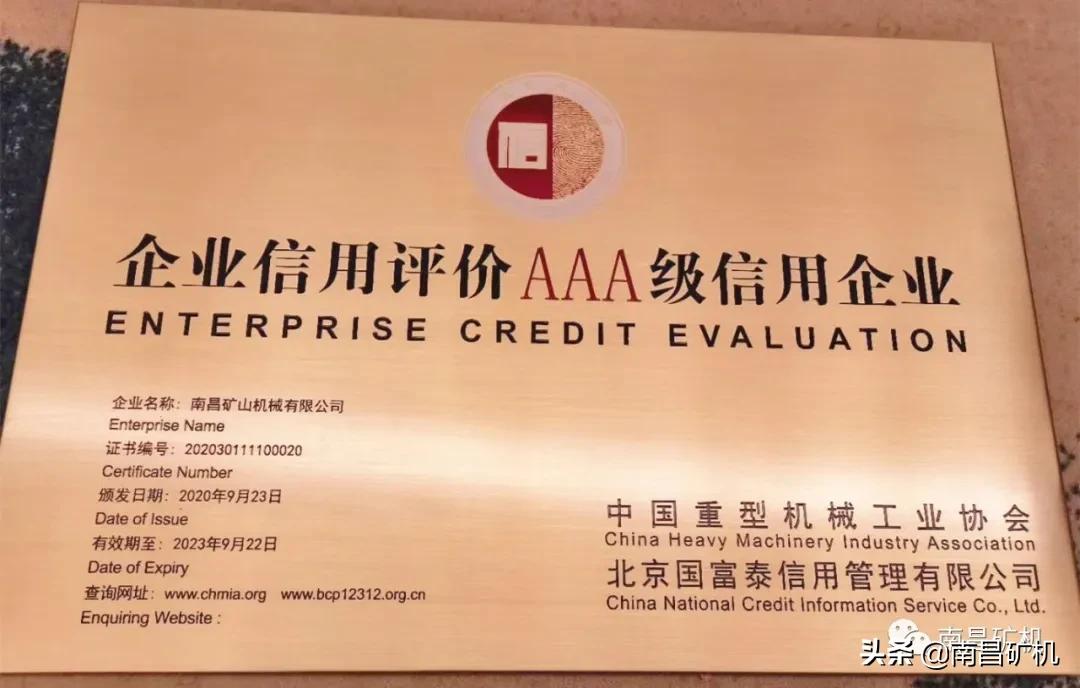 企业信用评价AAA级信用企业
ENTERPRISE CREDIT EVALUATION
企业名称：南昌矿山机械有限公司
Enterprise Name
证书编号：202030111100020
Certificate Number
颁发日期：2020年9月23日
Date of Issue
有效期至：2023年9月22日
Date of Expiry
查询网址：www.chmia.org www.bcp12312.org.cn
Enquiring Website :
中国重型机械工业协会
China Heavy Machinery Industry Association
北京国富泰信用管理有限公司
China National Credit Information Service Co., Ltd.
南昌矿机
头条 @南昌矿机